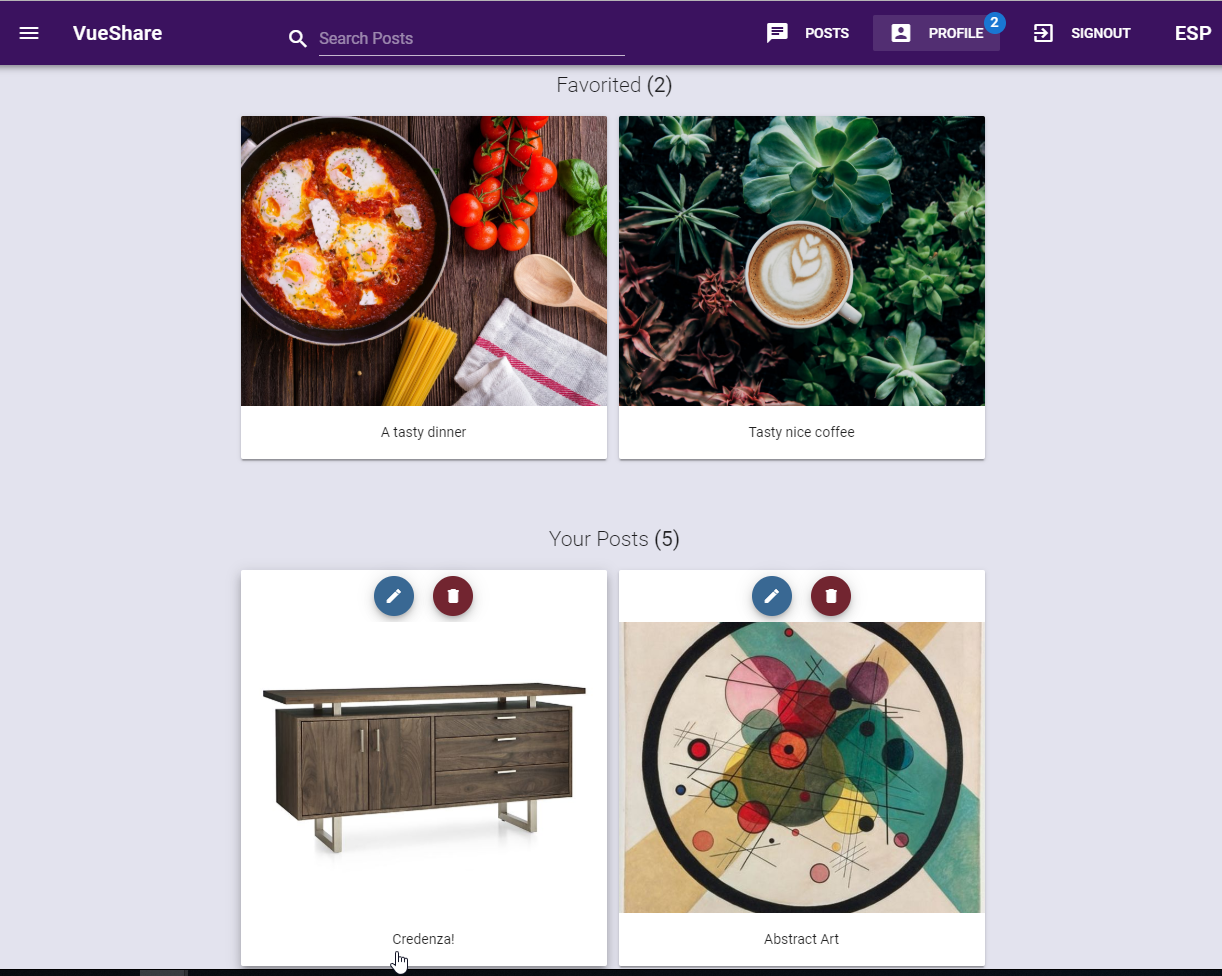 VueShare
Search Posts
POSTS
PROFILE
2
SIGNOUT
ESP
Favorited (2)
A tasty dinner
Tasty nice coffee
Your Posts (5)
Credenza!
Abstract Art